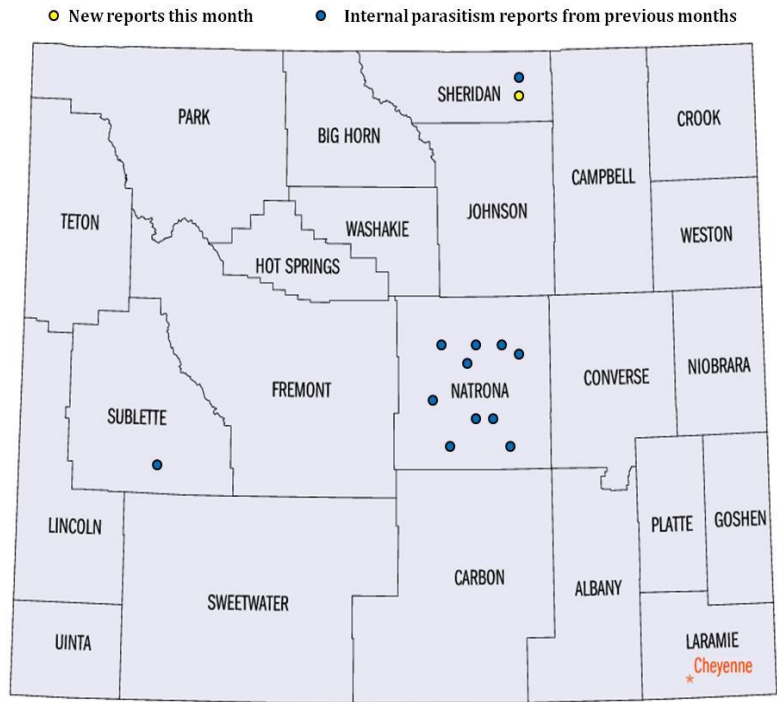 New reports this month
Internal parasitism reports from previous months
SHERIDAN
PARK
CROOK
BIG HORN
CAMPBELL
JOHNSON
TETON
WASHAKIE
WESTON
HOT SPRINGS
NIOBRARA
CONVERSE
FREMONT
NATRONA
SUBLETTE
LINCOLN
PLATTE
GOSHEN
CARBON
ALBANY
SWEETWATER
UINTA
LARAMIE
Cheyenne